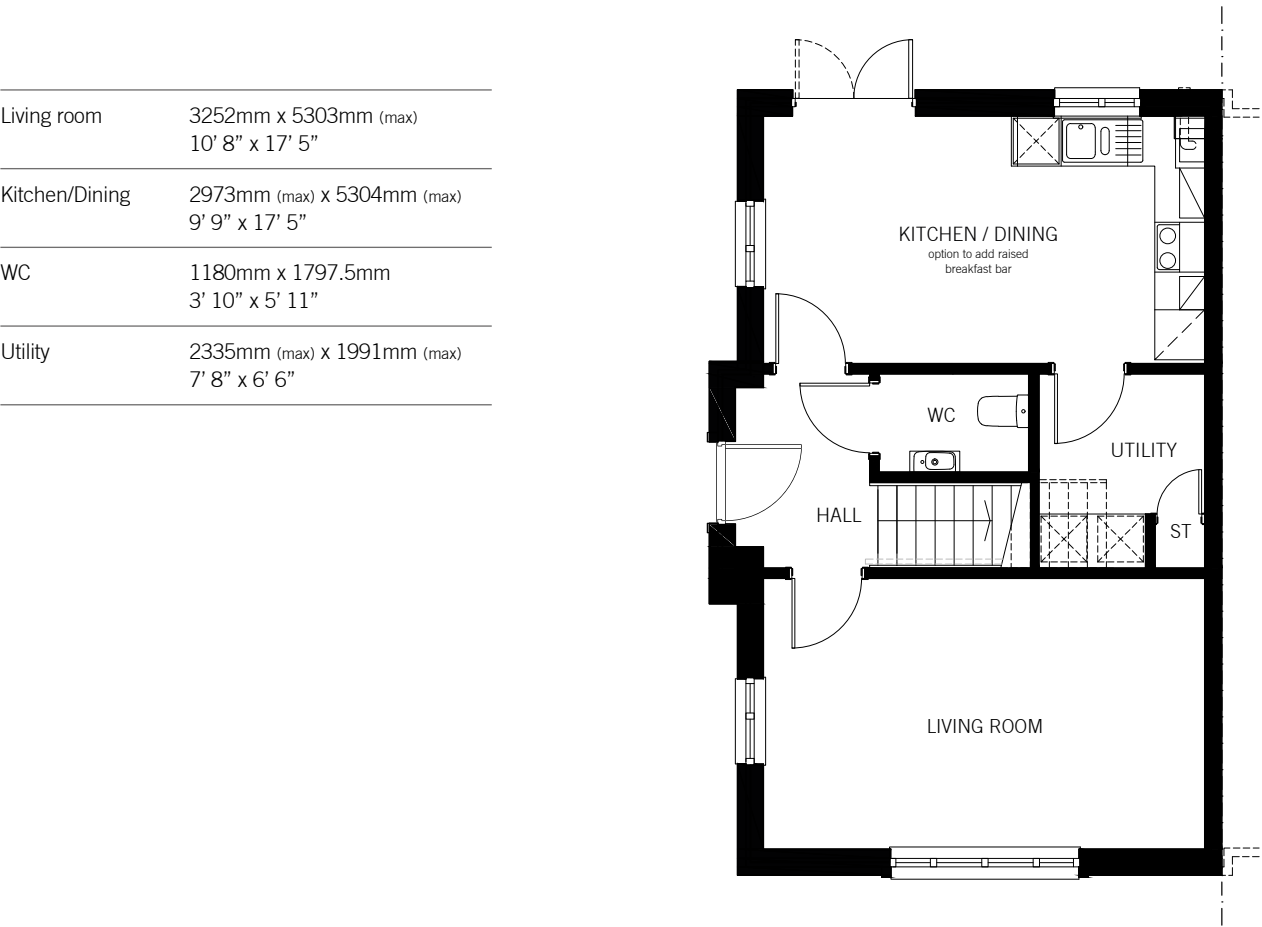 Living room 3252mm x 5303mm (max)
10’ 8” x 17’ 5”
Kitchen/Dining 2973mm (max) x 5304mm (max)
9’ 9” x 17’ 5”
WC 1180mm x 1797.5mm
3’ 10” x 5’ 11”
Utility 2335mm (max) x 1991mm (max)
7’ 8” x 6’ 6”
KITCHEN / DINING
option to add raised
breakfast bar
WC
UTILITY
HALL
ST
LIVING ROOM